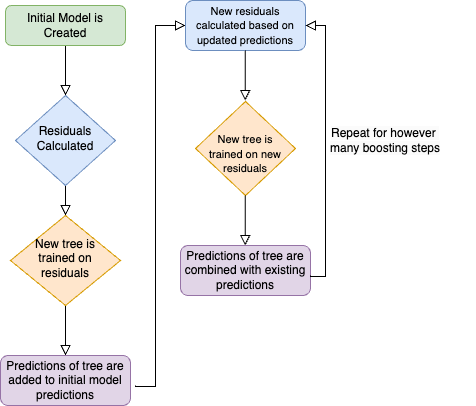 Initial Model is
Created
Residuals
Calculated
New tree is
trained on
residuals
Predictions of tree are
added to initial model
predictions
New residuals
calculated based on
updated predictions
New tree is
trained on new
residuals
Predictions of tree are
combined with existing
predictions
Repeat for however
many boosting steps